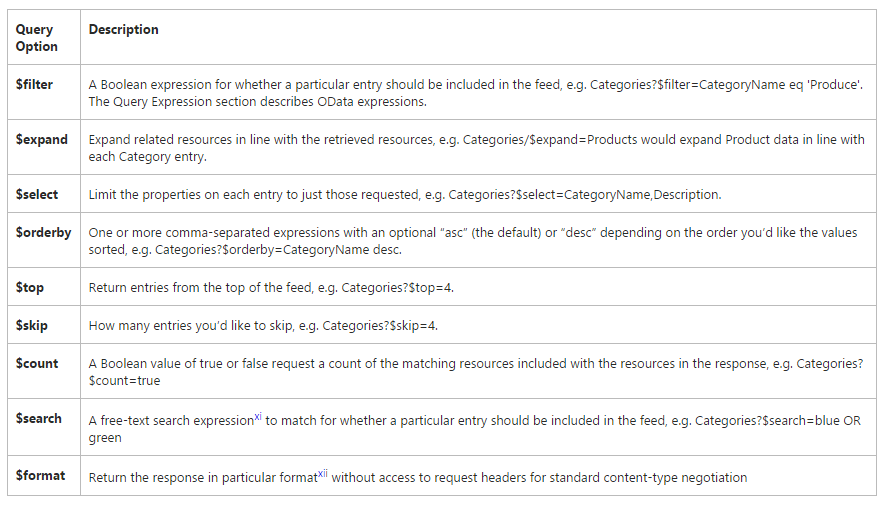 Query Option
Description
$filter
A Boolean expression for whether a particular entry should be included in the feed, e.g. Categories?$filter=CategoryName eq 'Produce'.
The Query Expression section describes OData expressions.
$expand
Expand related resources in line with the retrieved resources, e.g. Categories/$expand=Products would expand Product data in line with
each Category entry.
$select
Limit the properties on each entry to just those requested, e.g. Categories?$select=CategoryName,Description.
$orderby
One or more comma-separated expressions with an optional “asc” (the default) or “desc” depending on the order you’d like the values
sorted, e.g. Categories?$orderby=CategoryName desc.
$top
Return entries from the top of the feed, e.g. Categories?$top=4.
$skip
How many entries you’d like to skip, e.g. Categories?$skip=4.
$count
A Boolean value of true or false request a count of the matching resources included with the resources in the response, e.g. Categories?
$count=true
$search
A free-text search expressionxi to match for whether a particular entry should be included in the feed, e.g. Categories?$search=blue OR
green
$format
Return the response in particular formatxii without access to request headers for standard content-type negotiation